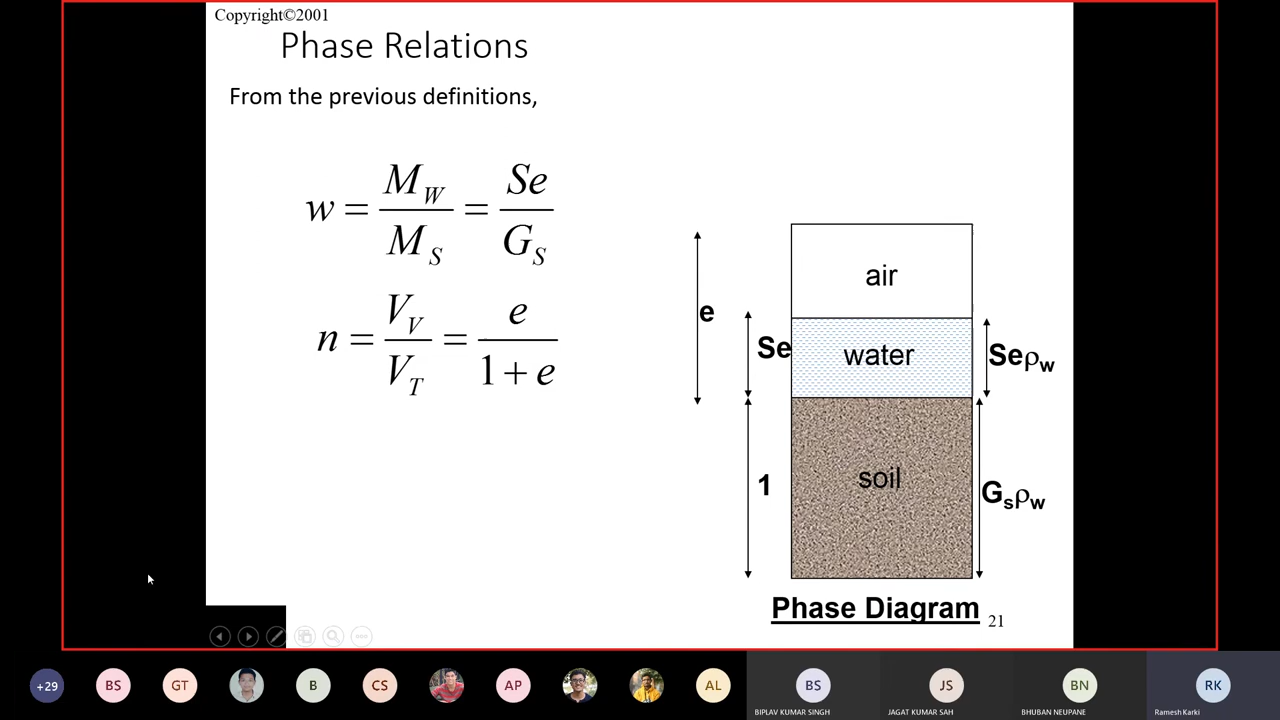 Copyright©2001
Phase Relations
From the previous definitions,
w = M_W / M_S = Se / G_S
n = V_V / V_T = e / 1 + e
air
e
Se
water
Seρw
soil
1
Gsρw
Phase Diagram
21
+29
BS
GT
B
CS
AP
AL
BS
BIPLAV KUMAR SINGH
JS
JAGAT KUMAR SAH
BN
BHUBAN NEUPANE
RK
Ramesh Karki